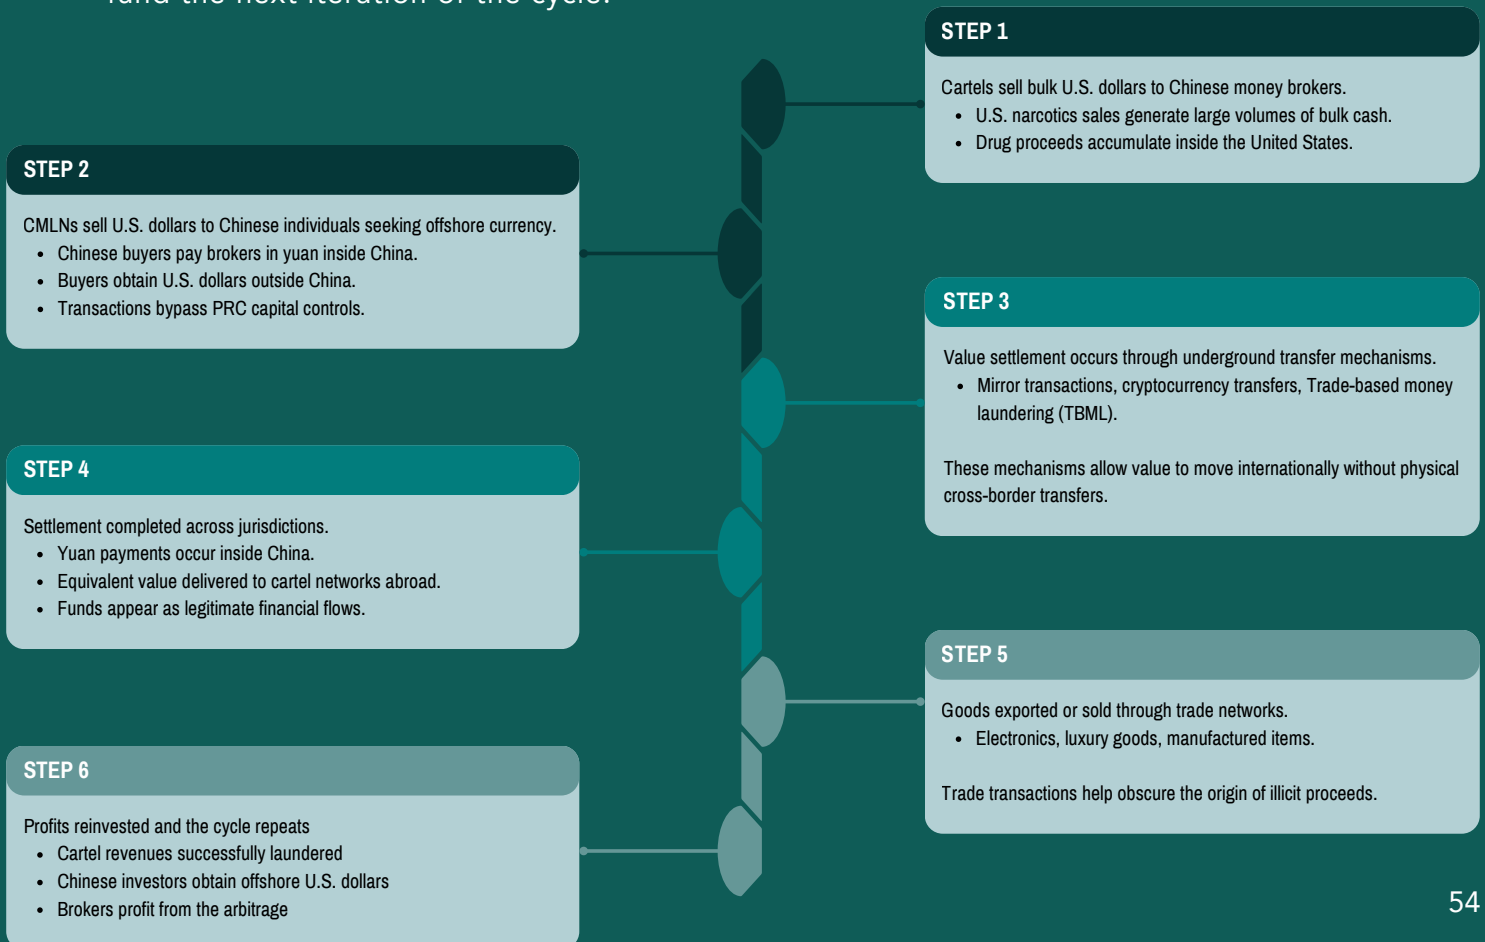 fund the next iteration of the cycle.
STEP 1
Cartels sell bulk U.S. dollars to Chinese money brokers.
• U.S. narcotics sales generate large volumes of bulk cash.
• Drug proceeds accumulate inside the United States.
STEP 2
CMLNs sell U.S. dollars to Chinese individuals seeking offshore currency.
• Chinese buyers pay brokers in yuan inside China.
• Buyers obtain U.S. dollars outside China.
• Transactions bypass PRC capital controls.
STEP 3
Value settlement occurs through underground transfer mechanisms.
• Mirror transactions, cryptocurrency transfers, Trade-based money
laundering (TBML).
These mechanisms allow value to move internationally without physical
cross-border transfers.
STEP 4
Settlement completed across jurisdictions.
• Yuan payments occur inside China.
• Equivalent value delivered to cartel networks abroad.
• Funds appear as legitimate financial flows.
STEP 5
Goods exported or sold through trade networks.
• Electronics, luxury goods, manufactured items.
Trade transactions help obscure the origin of illicit proceeds.
STEP 6
Profits reinvested and the cycle repeats
• Cartel revenues successfully laundered
• Chinese investors obtain offshore U.S. dollars
• Brokers profit from the arbitrage
54